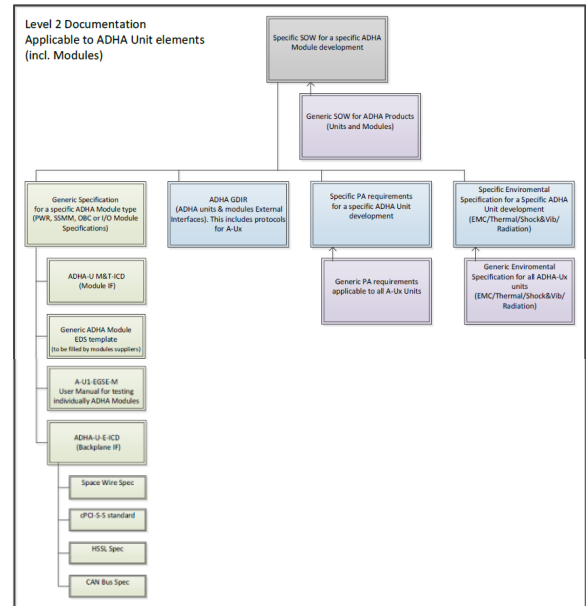 Level 2 Documentation
Applicable to ADHA Unit elements
(incl. Modules)
Specific SOW for a specific ADHA
Module development
Generic SOW for ADHA Products
(Units and Modules)
Generic Specification
for a specific ADHA Module type
(PWR, SSMM, OBC or I/O Module
Specifications)
ADHA GDIR
(ADHA units & modules External
Interfaces). This includes protocols
for A-Ux
Specific PA requirements
for a specific ADHA Unit
development
Specific Enviromental
Specification for a Specific ADHA
Unit development
(EMC/Thermal/Shock&Vib/
Radiation)
ADHA-U M&T-ICD
(Module IF)
Generic PA requirements
applicable to all A-Ux Units
Generic Enviromental
Specification for all ADHA-Ux
units
(EMC/Thermal/Shock&Vib/
Radiation)
Generic ADHA Module
EDS template
(to be filled by modules suppliers)
A-U1-EGSE-M
User Manual for testing
individually ADHA Modules
ADHA-U-E-ICD
(Backplane IF)
Space Wire Spec
cPCI-S-S standard
HSSL Spec
CAN Bus Spec